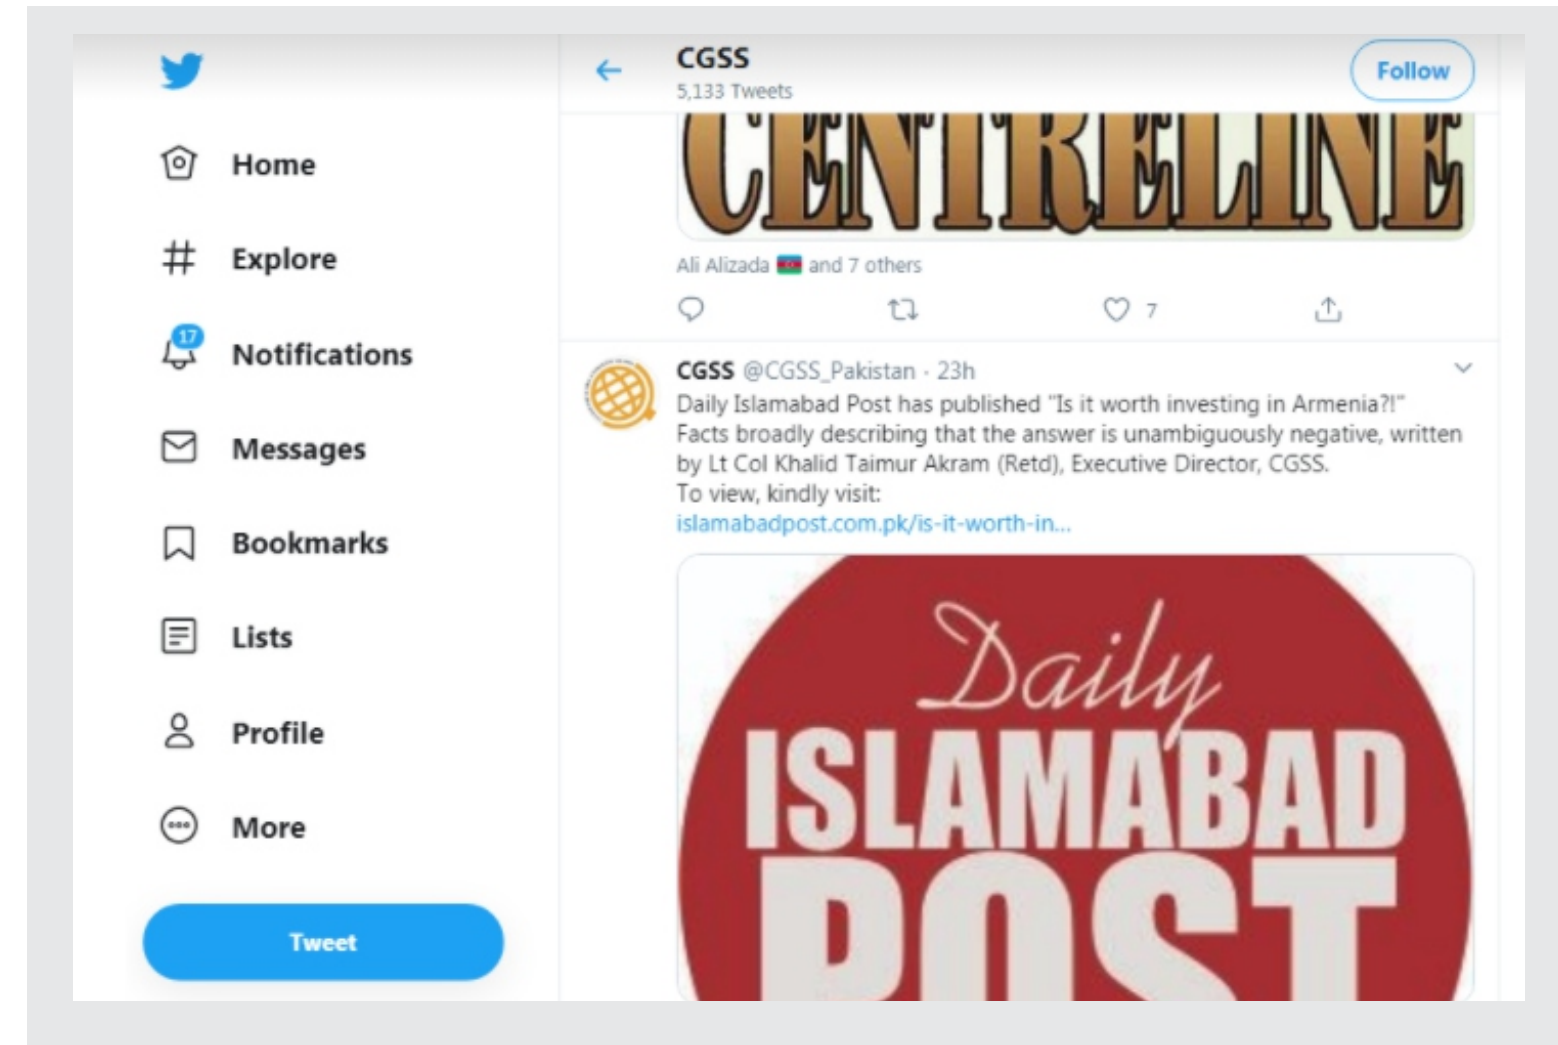 CGSS
5,133 Tweets
Follow
Home
Explore
17
Notifications
Messages
Bookmarks
Lists
Profile
More
Tweet
CENTRELINE
Ali Alizada 🇦🇿 and 7 others
7
CGSS @CGSS_Pakistan · 23h
Daily Islamabad Post has published "Is it worth investing in Armenia?!"
Facts broadly describing that the answer is unambiguously negative, written
by Lt Col Khalid Taimur Akram (Retd), Executive Director, CGSS.
To view, kindly visit:
islamabadpost.com.pk/is-it-worth-in...
Daily
ISLAMABAD
POST